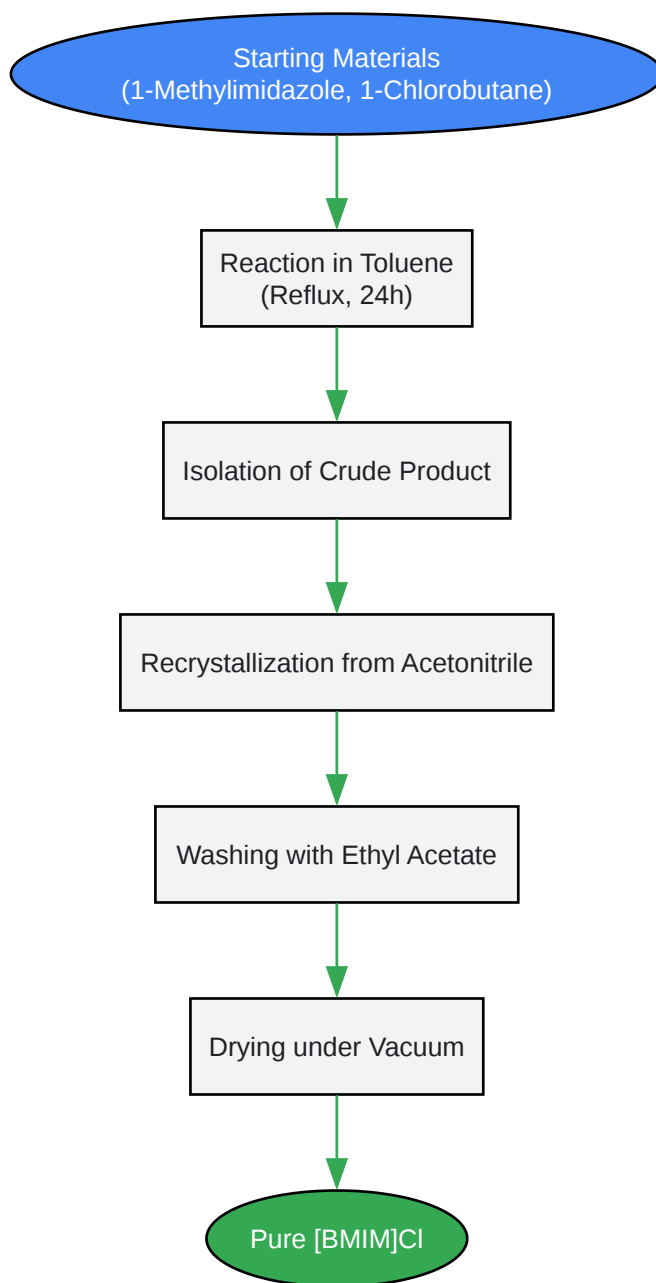 Starting Materials
(1-Methylimidazole, 1-Chlorobutane)
Reaction in Toluene
(Reflux, 24h)
Isolation of Crude Product
Recrystallization from Acetonitrile
Washing with Ethyl Acetate
Drying under Vacuum
Pure [BMIM]Cl